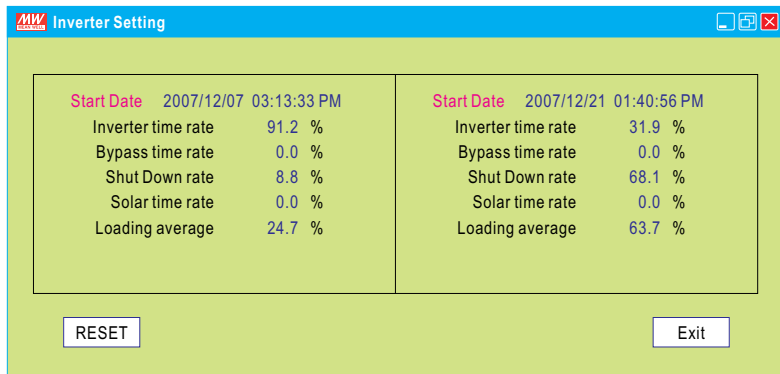 MW
MEAN WELL
Inverter Setting
Start Date 2007/12/07 03:13:33 PM
Inverter time rate 91.2 %
Bypass time rate 0.0 %
Shut Down rate 8.8 %
Solar time rate 0.0 %
Loading average 24.7 %
Start Date 2007/12/21 01:40:56 PM
Inverter time rate 31.9 %
Bypass time rate 0.0 %
Shut Down rate 68.1 %
Solar time rate 0.0 %
Loading average 63.7 %
RESET
Exit